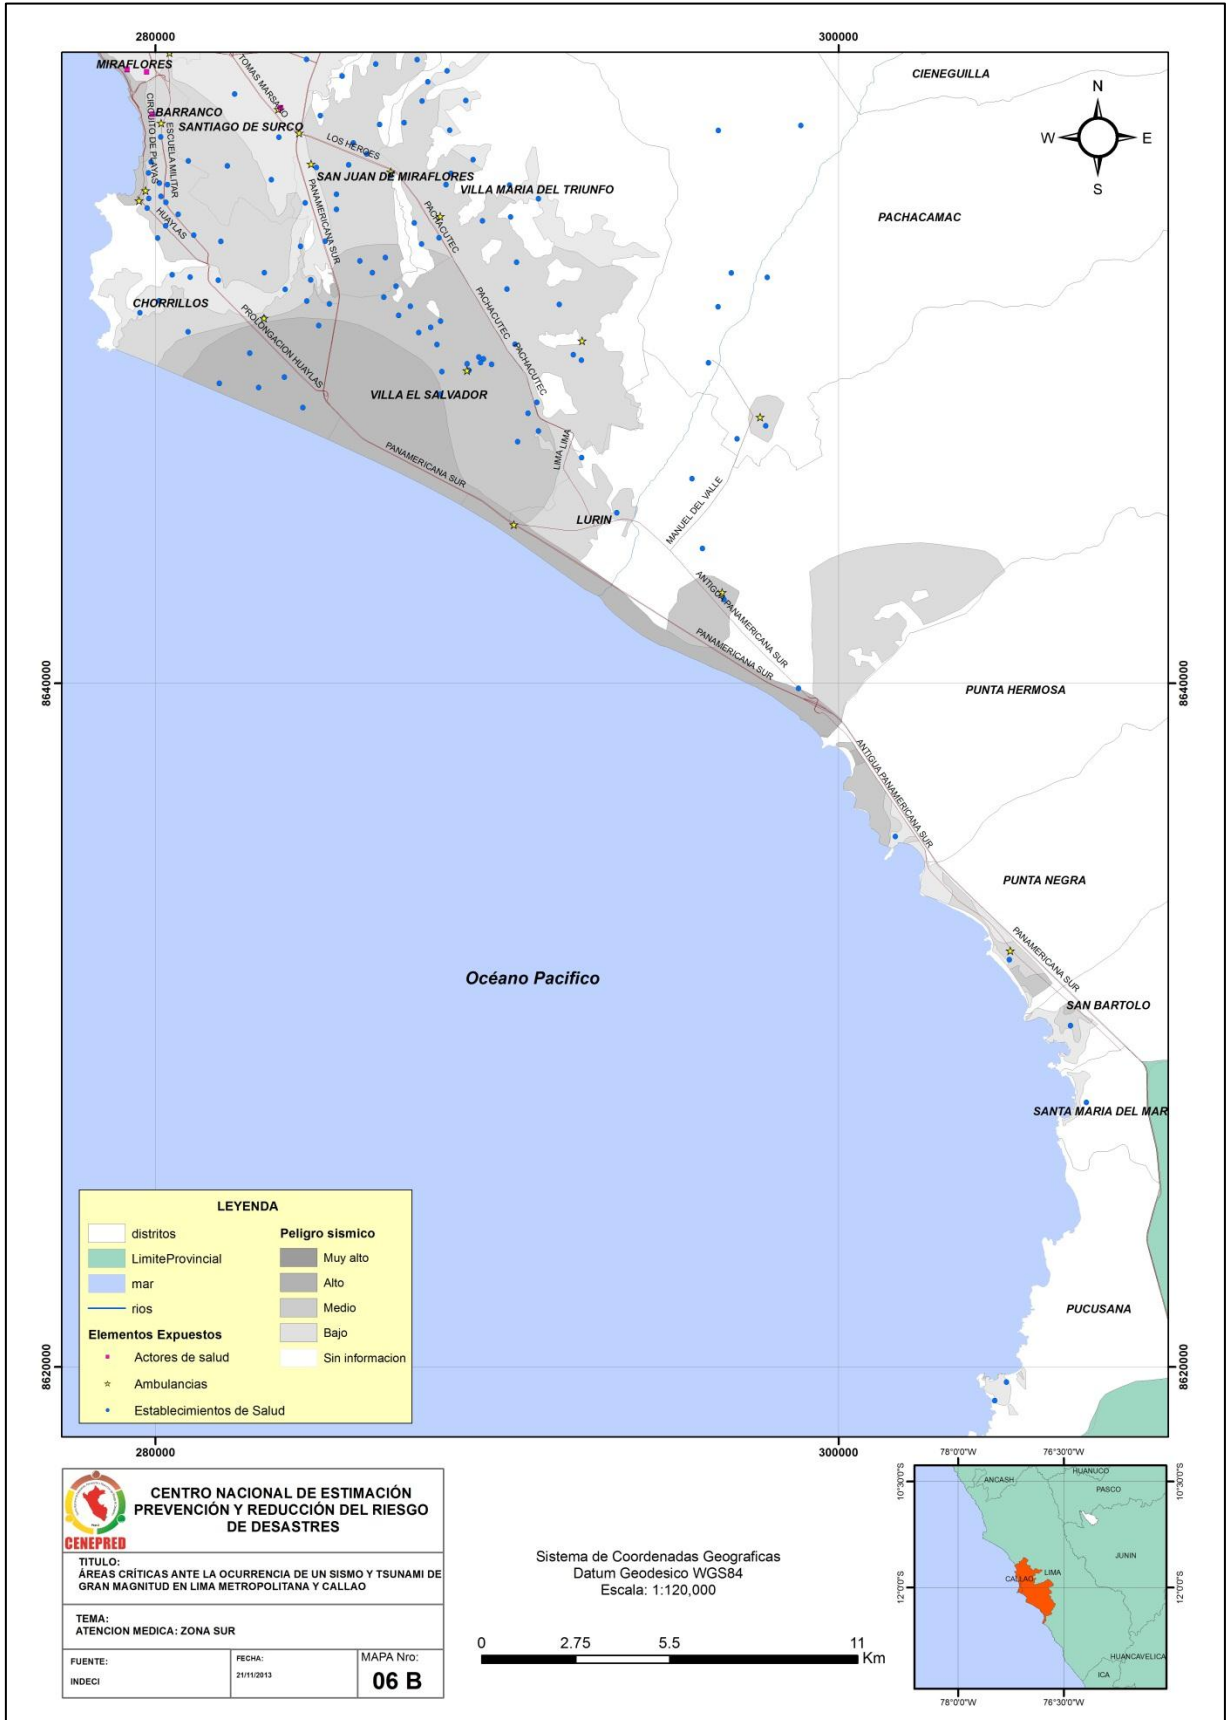 280000
300000
MIRAFLORES
TOMAS MARSANO
CIENEGUILLA
N
W
E
S
BARRANCO
SANTIAGO DE SURCO
CIRCUITO DE PLAYAS
ESCUELA MILITAR
LOS HEROES
SAN JUAN DE MIRAFLORES
VILLA MARIA DEL TRIUNFO
PACHACAMAC
HUAYLAS
PANAMERICANA SUR
PACHACUTEC
CHORRILLOS
PROLONGACION HUAYLAS
PACHACUTEC
PACHACUTEC
VILLA EL SALVADOR
PANAMERICANA SUR
LIMA LIMA
MANUEL DEL VALLE
LURIN
ANTIGUA PANAMERICANA SUR
PANAMERICANA SUR
8640000
8640000
PUNTA HERMOSA
ANTIGUA PANAMERICANA SUR
PUNTA NEGRA
PANAMERICANA SUR
Océano Pacifico
SAN BARTOLO
SANTA MARIA DEL MAR
PUCUSANA
LEYENDA
distritos
LimiteProvincial
mar
rios
Elementos Expuestos
Actores de salud
Ambulancias
Establecimientos de Salud
Peligro sismico
Muy alto
Alto
Medio
Bajo
Sin informacion
8620000
8620000
280000
300000
CENEPRED
CENTRO NACIONAL DE ESTIMACIÓN
PREVENCIÓN Y REDUCCIÓN DEL RIESGO
DE DESASTRES
TITULO:
ÁREAS CRÍTICAS ANTE LA OCURRENCIA DE UN SISMO Y TSUNAMI DE
GRAN MAGNITUD EN LIMA METROPOLITANA Y CALLAO
TEMA:
ATENCION MEDICA: ZONA SUR
FUENTE:
INDECI
FECHA:
21/11/2013
MAPA Nro:
06 B
Sistema de Coordenadas Geograficas
Datum Geodesico WGS84
Escala: 1:120,000
0 2.75 5.5 11
Km
78°0'0"W 76°30'0"W
10°30'0"S
10°30'0"S
12°0'0"S
12°0'0"S
ANCASH
HUANUCO
PASCO
JUNIN
CALLAO
LIMA
HUANCAVELICA
ICA
78°0'0"W 76°30'0"W